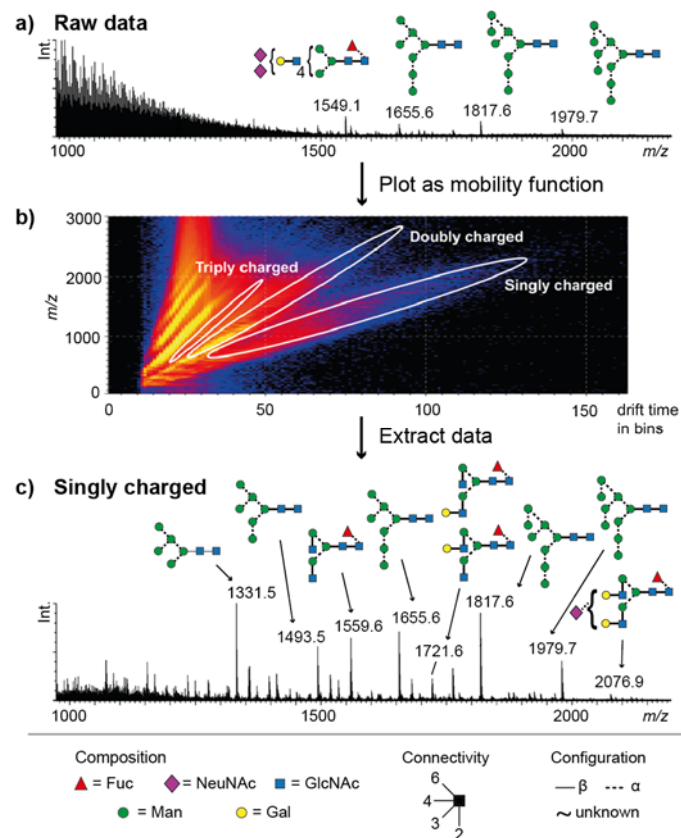 a) Raw data
Int.
4
1549.1
1655.6
1817.6
1979.7
1000 1500 2000 m/z
Plot as mobility function
b)
m/z
3000
2000
1000
0
Triply charged
Doubly charged
Singly charged
0 50 100 150 drift time
in bins
Extract data
c) Singly charged
Int.
1331.5
1493.5
1559.6
1655.6
1721.6
1817.6
1979.7
2076.9
1000 1500 2000 m/z
Composition
= Fuc = NeuNAc = GlcNAc
= Man = Gal
Connectivity
6
4
3
2
Configuration
β α
unknown